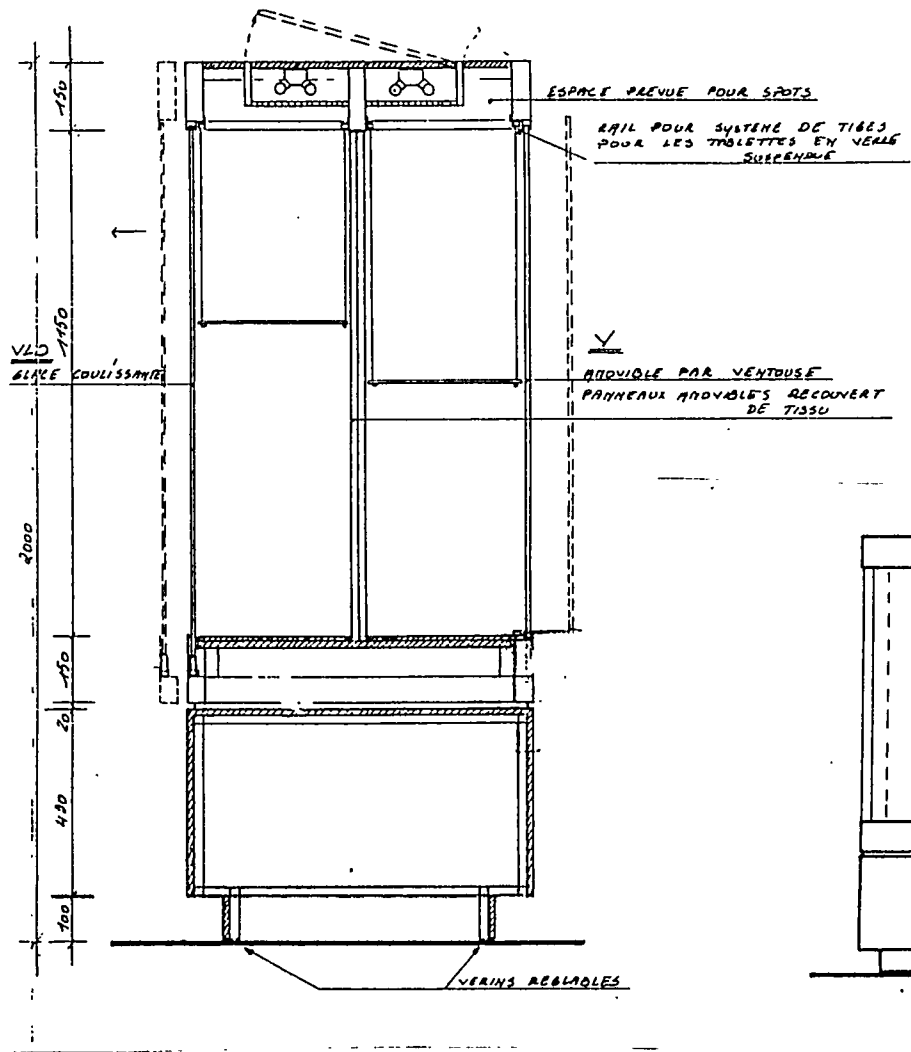 ESPACE PREVUE POUR SPOTS
RAIL POUR SYSTEME DE TIGES
POUR LES TABLETTES EN VERRE
SUSPENDUE
150
1150
2000
150
20
430
100
GLACE COULISSANTE
V
AMOVIBLE PAR VENTOUSE
PANNEAUX AMOVIBLES RECOUVERT
DE TISSU
VERINS REGLABLES